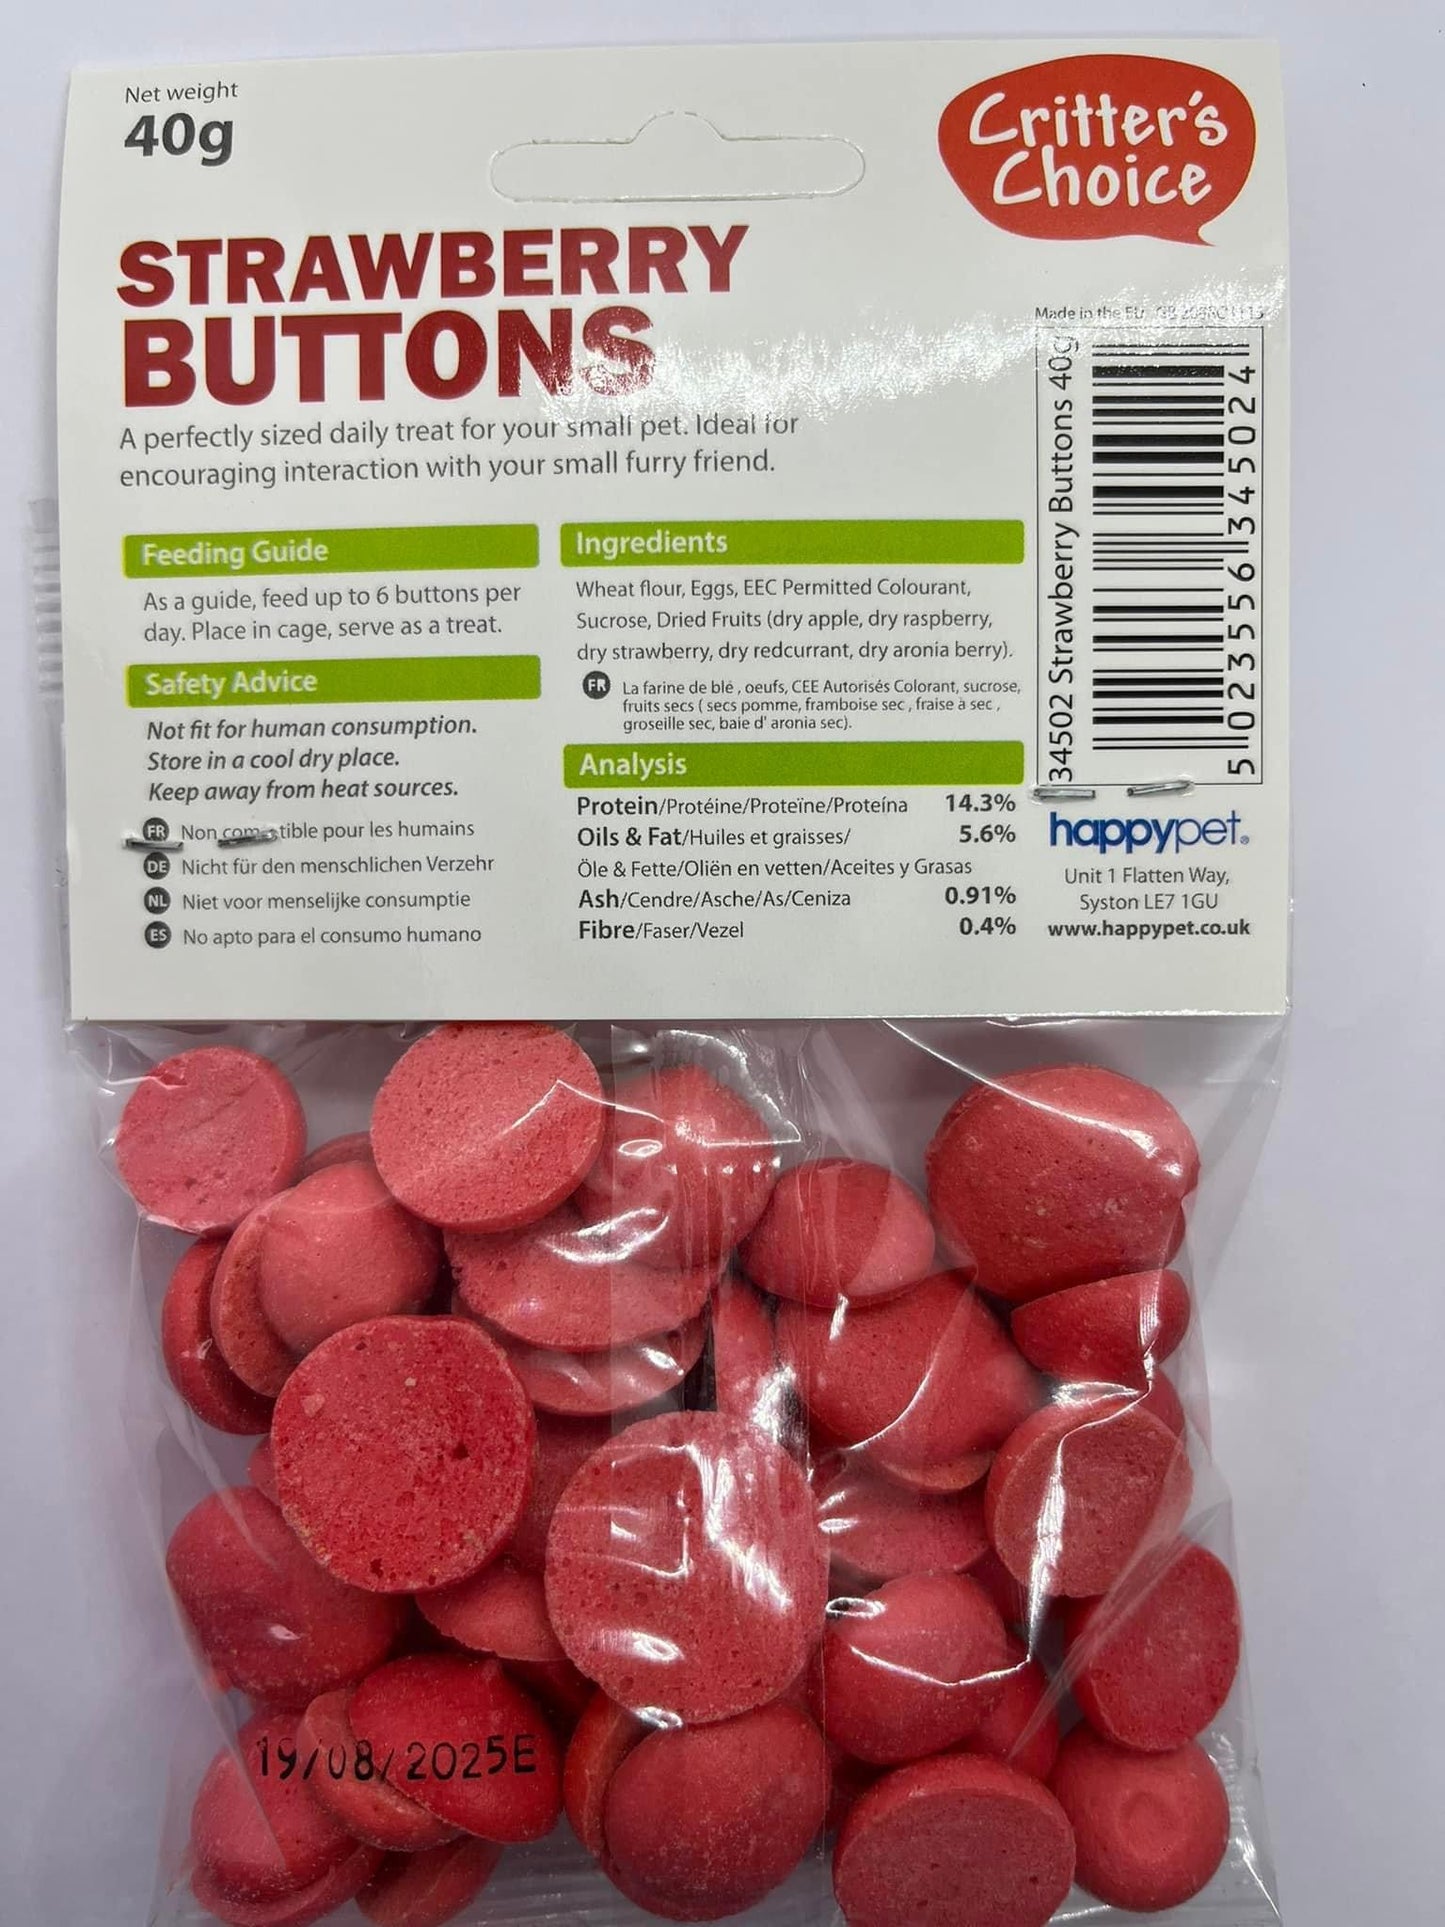 Net weight
40g
Critter's
Choice
STRAWBERRY
BUTTONS
A perfectly sized daily treat for your small pet. Ideal for
encouraging interaction with your small furry friend.
Feeding Guide
As a guide, feed up to 6 buttons per
day. Place in cage, serve as a treat.
Safety Advice
Not fit for human consumption.
Store in a cool dry place.
Keep away from heat sources.
FR Non tible pour les humains
DE Nicht für den menschlichen Verzehr
NL Niet voor menselijke consumptie
ES No apto para el consumo humano
Ingredients
Wheat flour, Eggs, EEC Permitted Colourant,
Sucrose, Dried Fruits (dry apple, dry raspberry,
dry strawberry, dry redcurrant, dry aronia berry).
FR La farine de blé , oeufs, CEE Autorisés Colorant, sucrose,
fruits secs ( secs pomme, framboise sec , fraise à sec ,
groseille sec, baie d' aronia sec).
Analysis
Protein/Protéine/Proteïne/Proteína 14.3%
Oils & Fat/Huiles et graisses/ 5.6%
Öle & Fette/Oliën en vetten/Aceites y Grasas
Ash/Cendre/Asche/As/Ceniza 0.91%
Fibre/Faser/Vezel 0.4%
Made in the EU
34502 Strawberry Buttons 40g
5 023556 345024
happypet
Unit 1 Flatten Way,
Syston LE7 1GU
www.happypet.co.uk
19/08/2025E